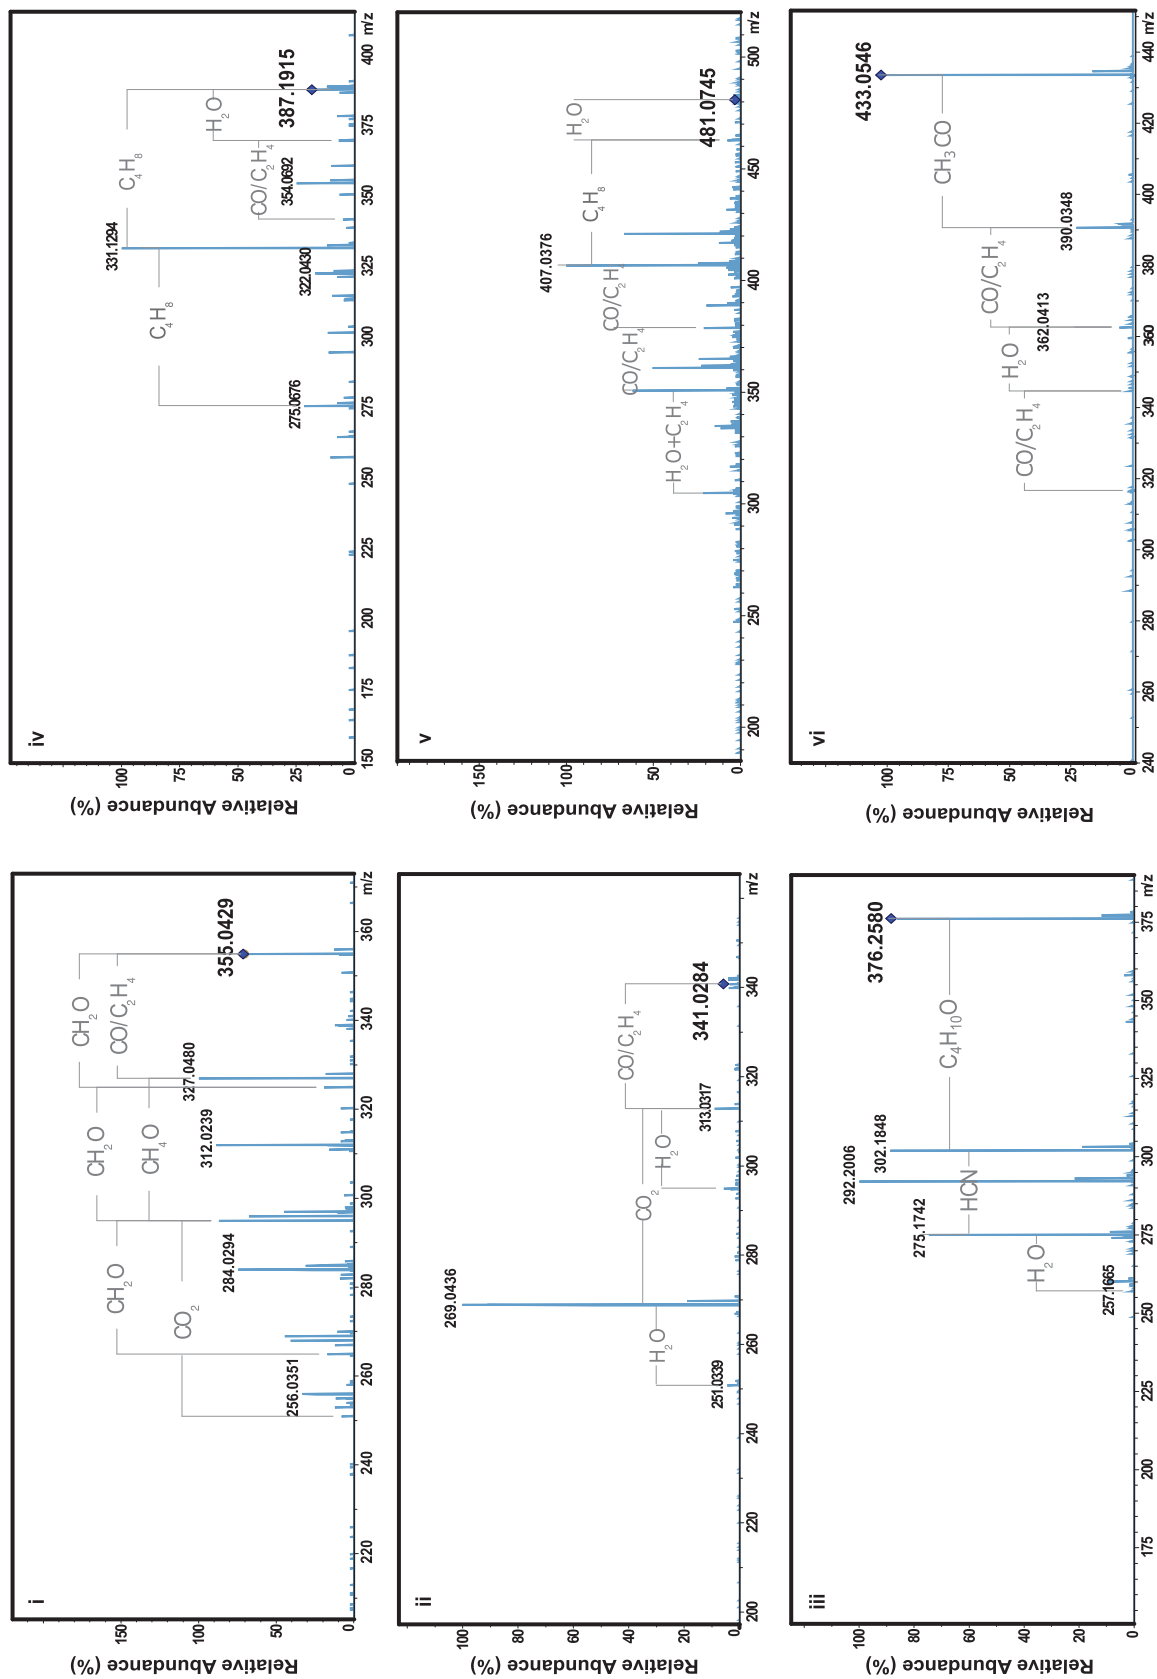 i
Relative Abundance (%)
150
100
50
0
220
240
260
280
300
320
340
360
m/z
CH2O
CO/C2H4
CH2O
CH4O
CH2O
CO2
256.0351
284.0294
312.0239
327.0480
355.0429
ii
Relative Abundance (%)
100
80
60
40
20
0
200
220
240
260
280
300
320
340
m/z
CO/C2H4
CO2
H2O
H2O
251.0339
269.0436
313.0317
341.0284
iii
Relative Abundance (%)
100
80
60
40
20
0
175
200
225
250
275
300
325
350
375
m/z
C4H10O
HCN
H2O
257.1665
275.1742
292.2006
302.1848
376.2580
iv
Relative Abundance (%)
100
75
50
25
0
150
175
200
225
250
275
300
325
350
375
400
m/z
C4H8
C4H8
H2O
CO/C2H4
275.0676
322.0430
331.1294
354.0692
387.1915
v
Relative Abundance (%)
150
100
50
0
200
250
300
350
400
450
500
m/z
H2O
C4H8
CO/C2H4
CO/C2H4
H2O+C2H4
407.0376
481.0745
vi
Relative Abundance (%)
100
75
50
25
0
240
260
280
300
320
340
360
380
400
420
440
m/z
CH3CO
CO/C2H4
H2O
CO/C2H4
362.0413
390.0348
433.0546